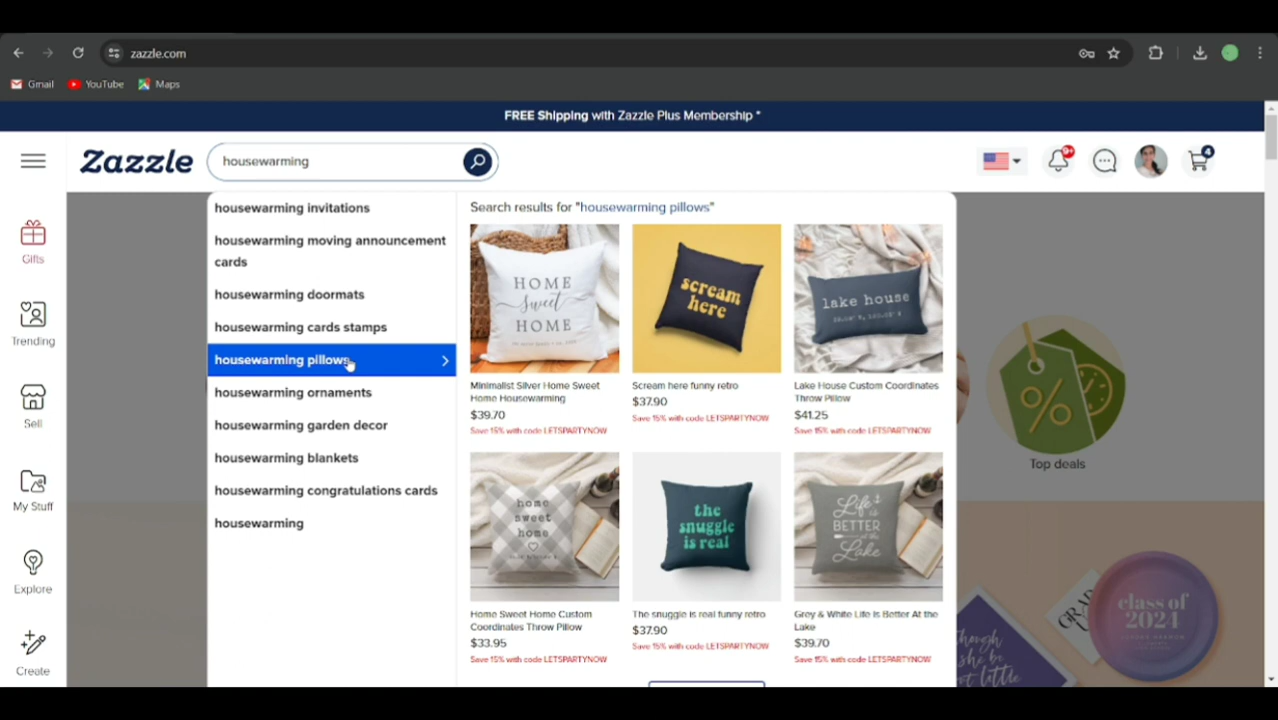 zazzle.com
Gmail
YouTube
Maps
FREE Shipping with Zazzle Plus Membership *
Zazzle
housewarming
9+
4
Gifts
Trending
Sell
My Stuff
Explore
Create
housewarming invitations
housewarming moving announcement
cards
housewarming doormats
housewarming cards stamps
housewarming pillows
housewarming ornaments
housewarming garden decor
housewarming blankets
housewarming congratulations cards
housewarming
Search results for "housewarming pillows"
HOME
sweet
HOME
Minimalist Silver Home Sweet
Home Housewarming
$39.70
Save 15% with code LETSPARTYNOW
scream
here
Scream here funny retro
$37.90
Save 15% with code LETSPARTYNOW
lake house
Lake House Custom Coordinates
Throw Pillow
$41.25
Save 15% with code LETSPARTYNOW
home
sweet
home
Home Sweet Home Custom
Coordinates Throw Pillow
$33.95
Save 15% with code LETSPARTYNOW
the
snuggle
is real
The snuggle is real funny retro
$37.90
Save 15% with code LETSPARTYNOW
Life is
BETTER
at the
Lake
Grey & White Life Is Better At the
Lake
$39.70
Save 15% with code LETSPARTYNOW
%
Top deals
though
she be
but little
GRAD
class of
2024